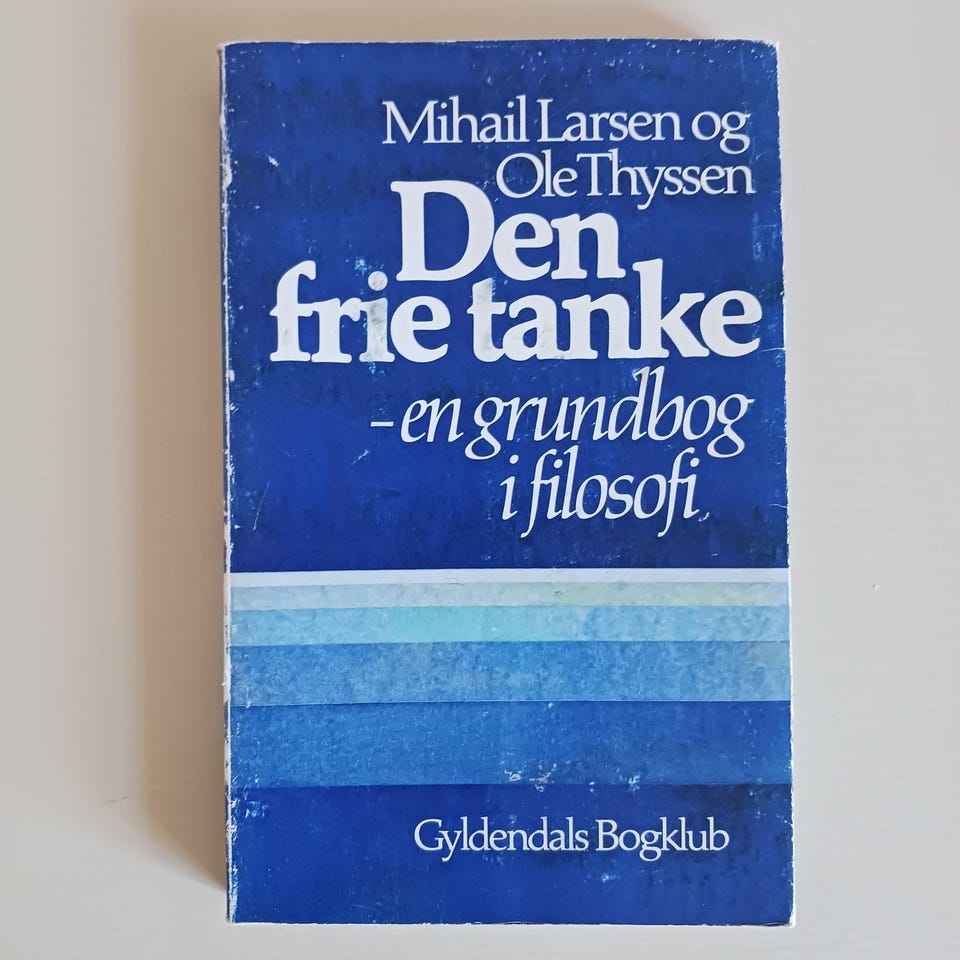 Mihail Larsen og
Ole Thyssen
Den
frie tanke
- en grundbog
i filosofi
Gyldendals Bogklub